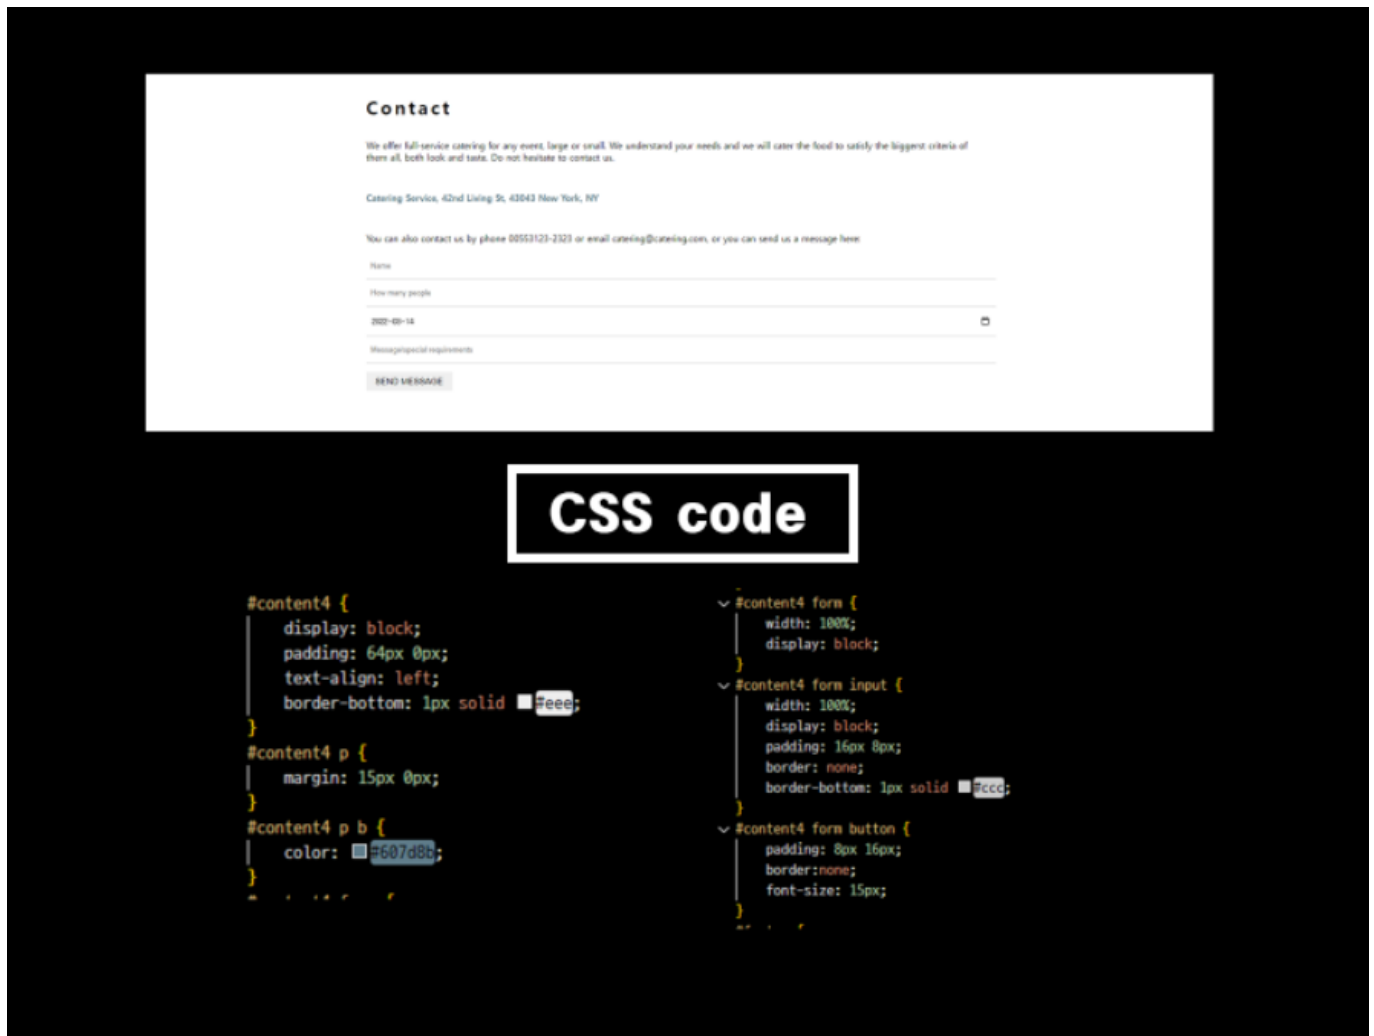 Contact
We offer full-service catering for any event, large or small. We understand your needs and we will cater the food to satisfy the biggerst criteria of
them all, both look and taste. Do not hesitate to contact us.
Catering Service, 42nd Living St, 43043 New York, NY
You can also contact us by phone 00553123-2323 or email catering@catering.com, or you can send us a message here:
Name
How many people
Message/special requirements
SEND MESSAGE
CSS code
#content4 {
display: block;
padding: 64px 0px;
text-align: left;
border-bottom: 1px solid #eee;
}
#content4 p {
margin: 15px 0px;
}
#content4 p b {
color: #607d8b;
}
#content4 form {
width: 100%;
display: block;
}
#content4 form input {
width: 100%;
display: block;
padding: 16px 8px;
border: none;
border-bottom: 1px solid #ccc;
}
#content4 form button {
padding: 8px 16px;
border:none;
font-size: 15px;
}